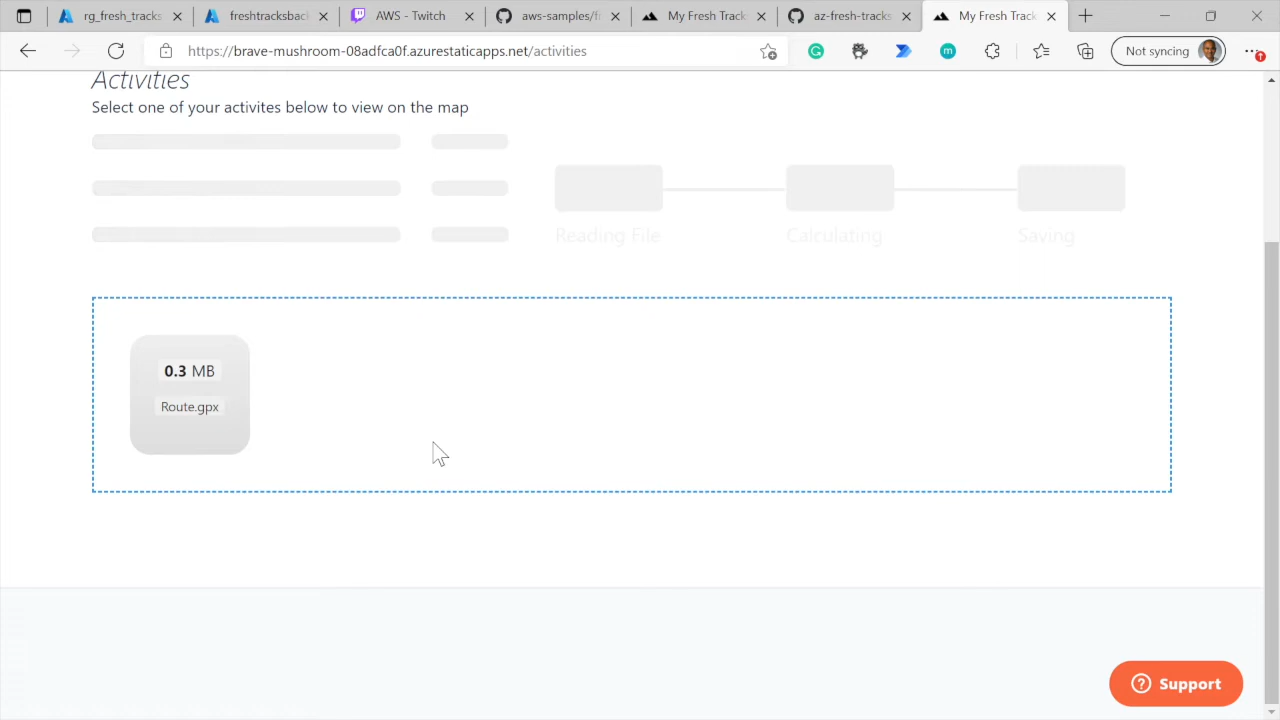 rg_fresh_tracks
freshtracksback
AWS - Twitch
aws-samples/fi
My Fresh Track
az-fresh-tracks
My Fresh Track
https://brave-mushroom-08adfca0f.azurestaticapps.net/activities
Not syncing
Activities
Select one of your activites below to view on the map
Reading File
Calculating
Saving
0.3 MB
Route.gpx
Support